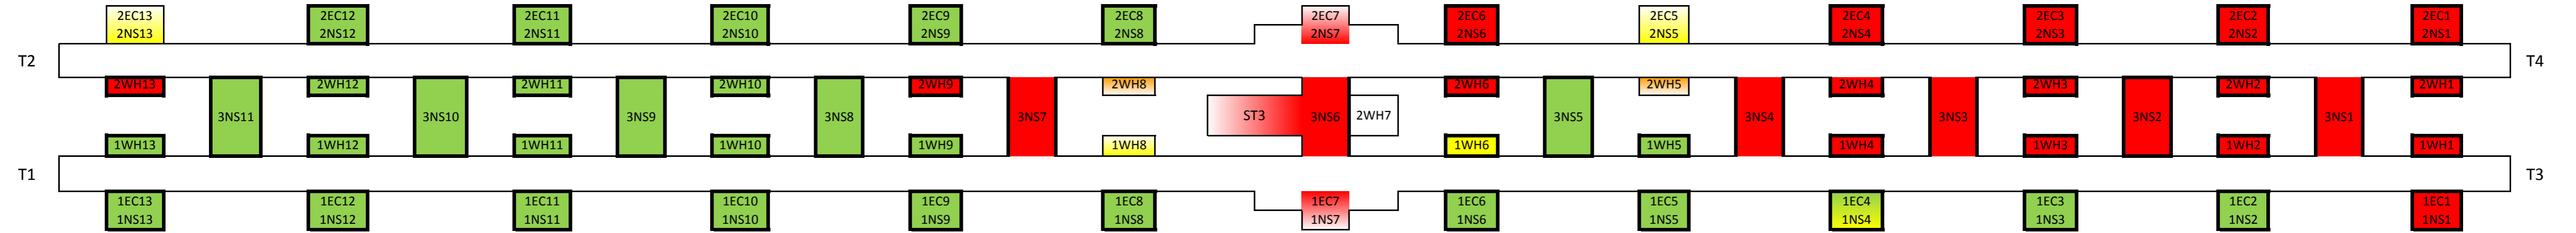 2EC13 2EC12 2EC11 2EC10 2EC9 2EC8 2EC7 2EC6 2EC5 2EC4 2EC3 2EC2 2EC1
2NS13 2NS12 2NS11 2NS10 2NS9 2NS8 2NS7 2NS6 2NS5 2NS4 2NS3 2NS2 2NS1
T2 T4
2WH13 2WH12 2WH11 2WH10 2WH9 2WH8 2WH6 2WH5 2WH4 2WH3 2WH2 2WH1
3NS11 3NS10 3NS9 3NS8 3NS7 ST3 3NS6 2WH7 3NS5 3NS4 3NS3 3NS2 3NS1
1WH13 1WH12 1WH11 1WH10 1WH9 1WH8 1WH6 1WH5 1WH4 1WH3 1WH2 1WH1
T1 T3
1EC13 1EC12 1EC11 1EC10 1EC9 1EC8 1EC7 1EC6 1EC5 1EC4 1EC3 1EC2 1EC1
1NS13 1NS12 1NS11 1NS10 1NS9 1NS8 1NS7 1NS6 1NS5 1NS4 1NS3 1NS2 1NS1